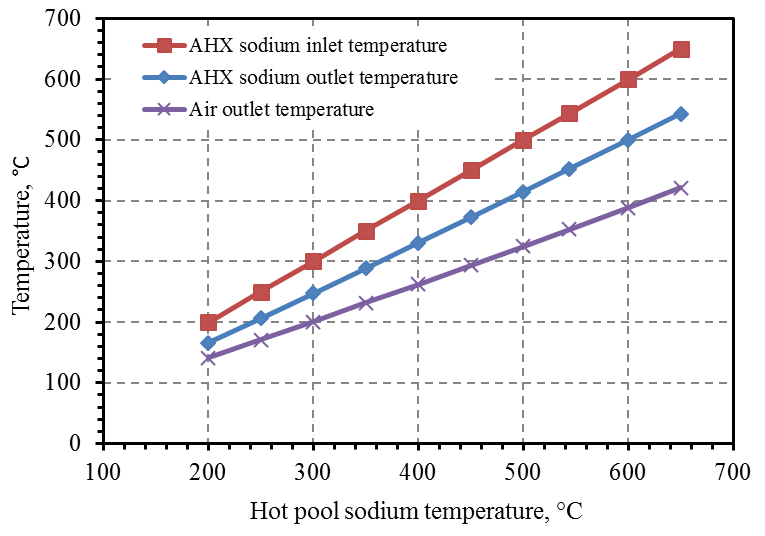 700
600
500
400
300
200
100
0
Temperature, ℃
AHX sodium inlet temperature
AHX sodium outlet temperature
Air outlet temperature
100 200 300 400 500 600 700
Hot pool sodium temperature, °C